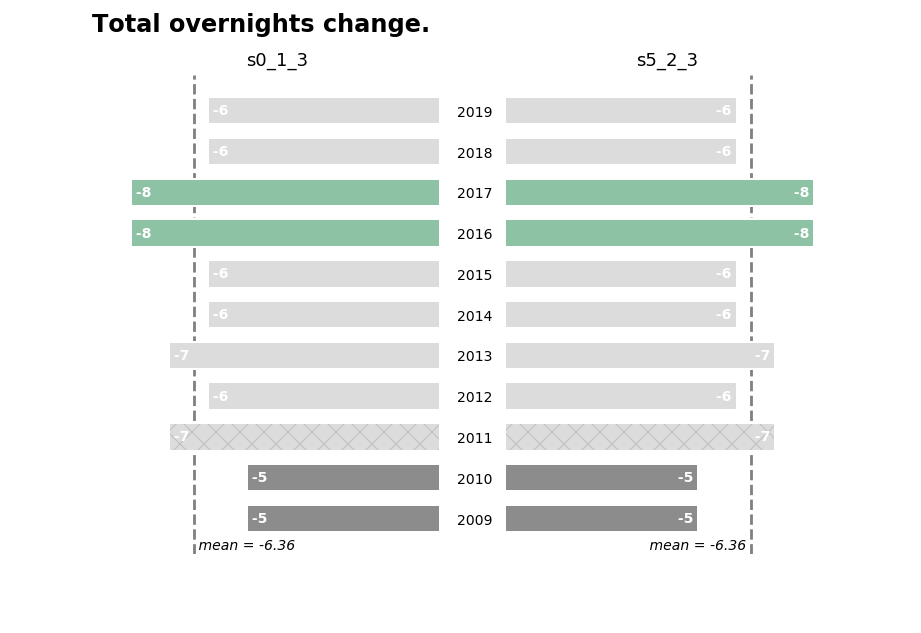 Total overnights change.
s0_1_3 s5_2_3
-6 2019 -6
-6 2018 -6
-8 2017 -8
-8 2016 -8
-6 2015 -6
-6 2014 -6
-7 2013 -7
-6 2012 -6
-7 2011 -7
-5 2010 -5
-5 2009 -5
mean = -6.36 mean = -6.36